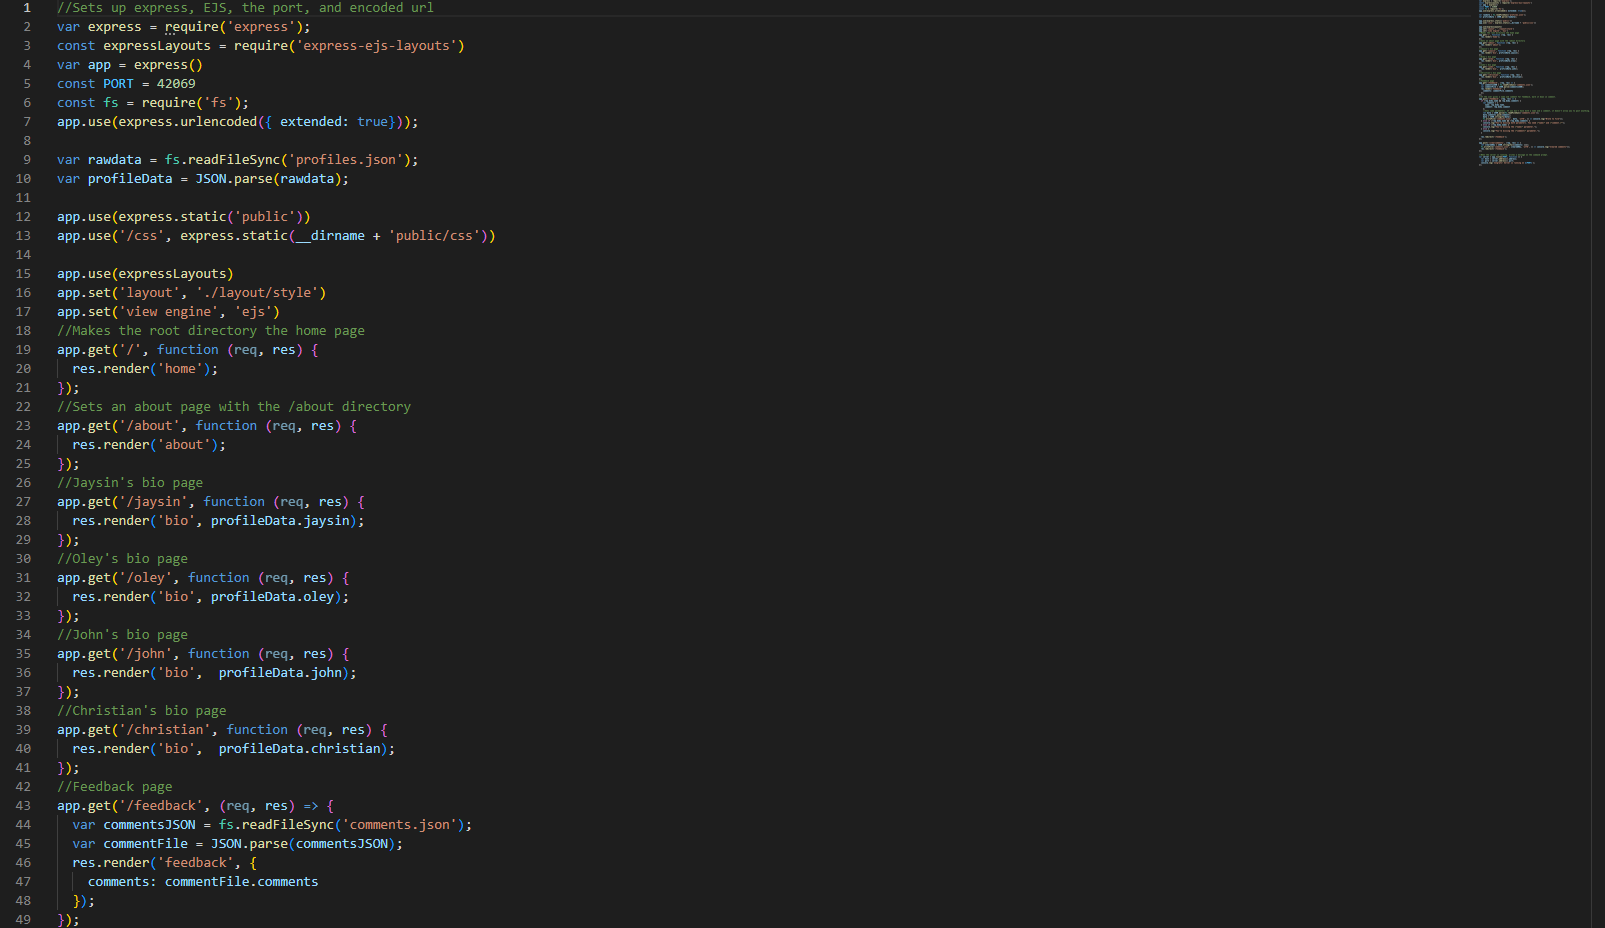 1 //Sets up express, EJS, the port, and encoded url
2 var express = require('express');
3 const expressLayouts = require('express-ejs-layouts')
4 var app = express()
5 const PORT = 42069
6 const fs = require('fs');
7 app.use(express.urlencoded({ extended: true}));
8
9 var rawdata = fs.readFileSync('profiles.json');
10 var profileData = JSON.parse(rawdata);
11
12 app.use(express.static('public'))
13 app.use('/css', express.static(__dirname + 'public/css'))
14
15 app.use(expressLayouts)
16 app.set('layout', './layout/style')
17 app.set('view engine', 'ejs')
18 //Makes the root directory the home page
19 app.get('/', function (req, res) {
20   res.render('home');
21 });
22 //Sets an about page with the /about directory
23 app.get('/about', function (req, res) {
24   res.render('about');
25 });
26 //Jaysin's bio page
27 app.get('/jaysin', function (req, res) {
28   res.render('bio', profileData.jaysin);
29 });
30 //Oley's bio page
31 app.get('/oley', function (req, res) {
32   res.render('bio', profileData.oley);
33 });
34 //John's bio page
35 app.get('/john', function (req, res) {
36   res.render('bio',  profileData.john);
37 });
38 //Christian's bio page
39 app.get('/christian', function (req, res) {
40   res.render('bio',  profileData.christian);
41 });
42 //Feedback page
43 app.get('/feedback', (req, res) => {
44   var commentsJSON = fs.readFileSync('comments.json');
45   var commentFile = JSON.parse(commentsJSON);
46   res.render('feedback', {
47     comments: commentFile.comments
48   });
49 });